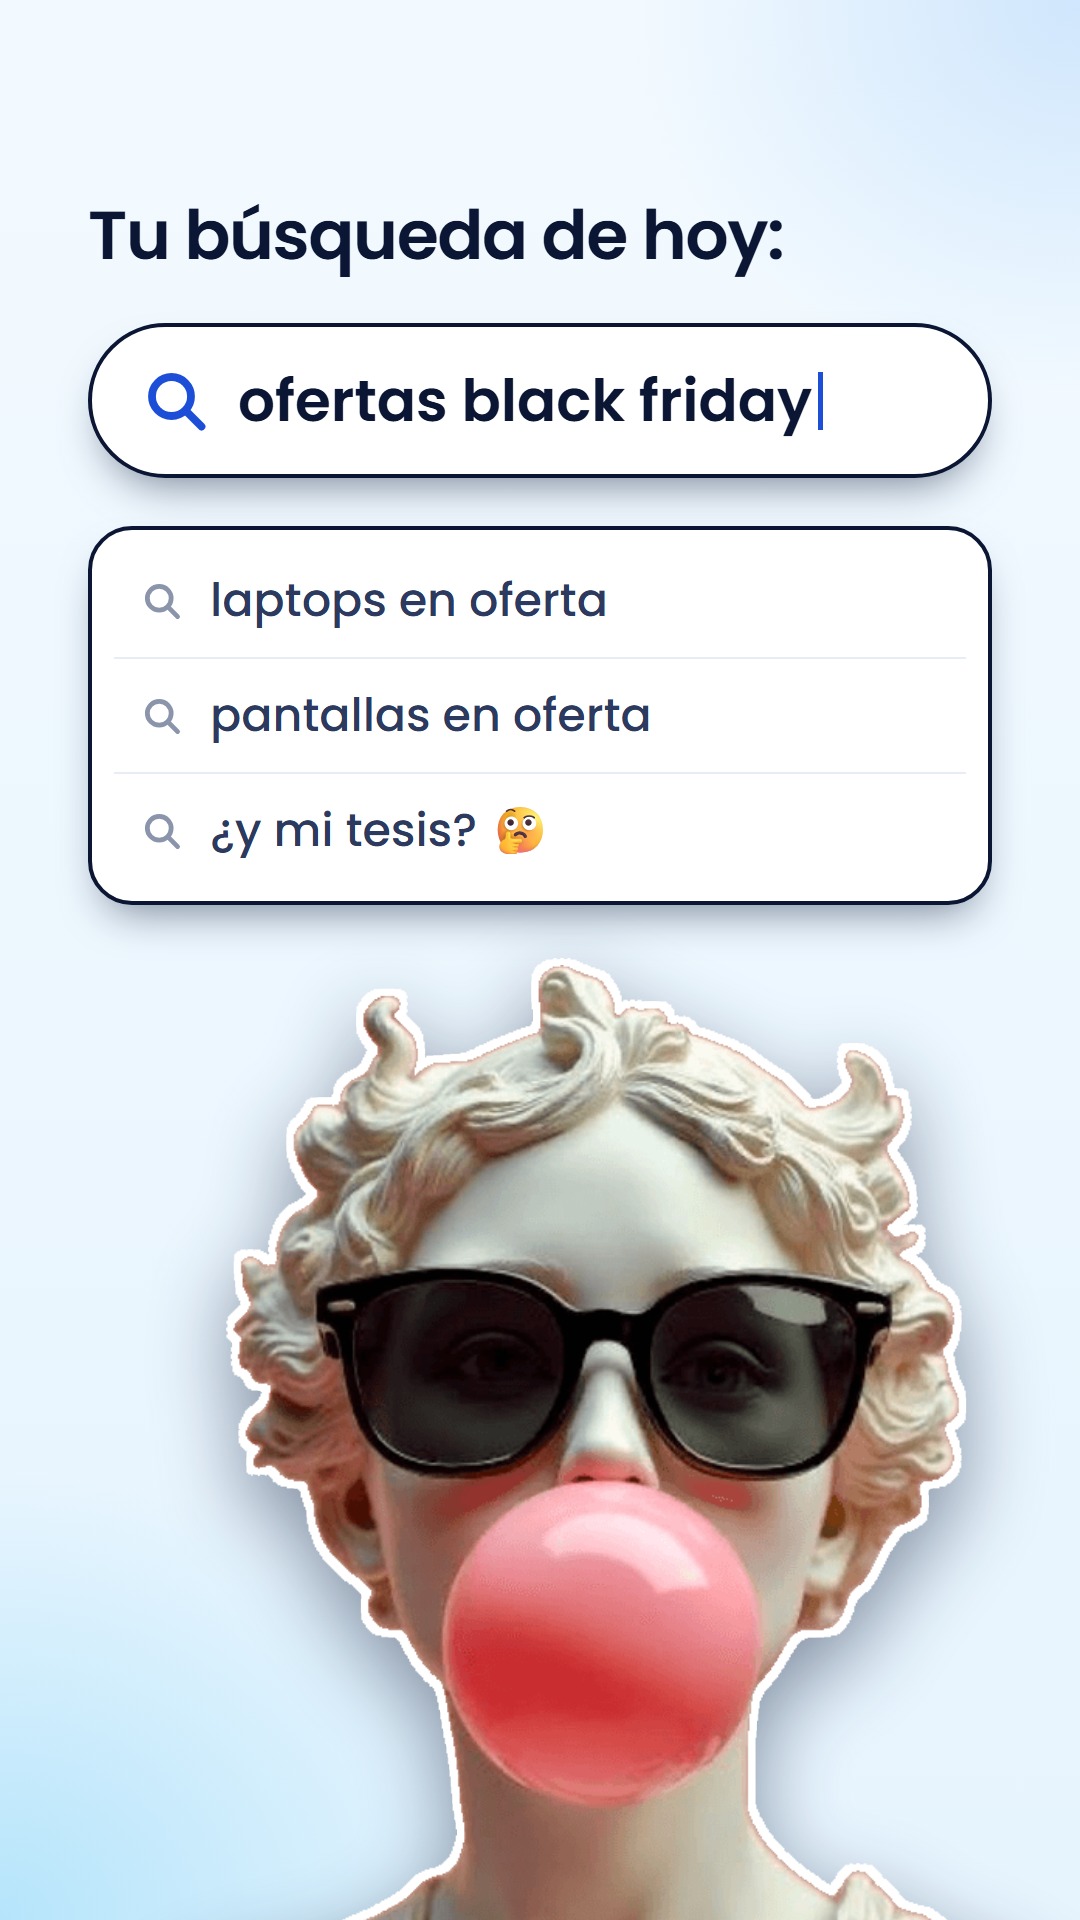 Tu búsqueda de hoy:
ofertas black friday
laptops en oferta
pantallas en oferta
¿y mi tesis? 🤔